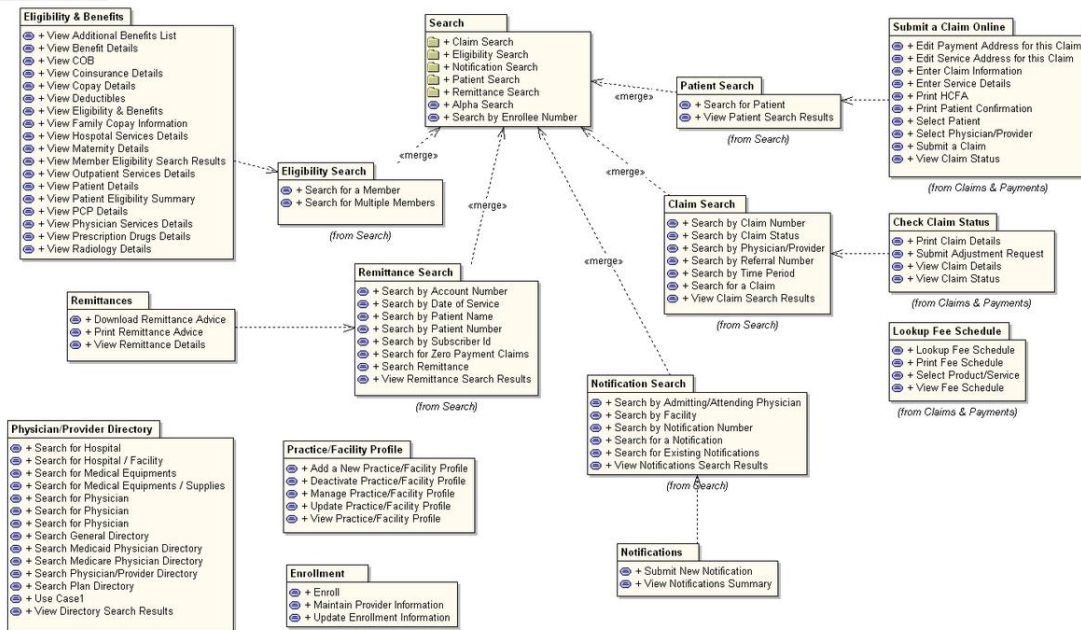 Eligibility & Benefits
+ View Additional Benefits List
+ View Benefit Details
+ View COB
+ View Coinsurance Details
+ View Copay Details
+ View Deductibles
+ View Eligibility & Benefits
+ View Family Copay Information
+ View Hospotal Services Details
+ View Maternity Details
+ View Member Eligibility Search Results
+ View Outpatient Services Details
+ View Patient Details
+ View Patient Eligibility Summary
+ View PCP Details
+ View Physician Services Details
+ View Prescription Drugs Details
+ View Radiology Details
Search
+ Claim Search
+ Eligibility Search
+ Notification Search
+ Patient Search
+ Remittance Search
+ Alpha Search
+ Search by Enrollee Number
«merge»
Patient Search
+ Search for Patient
+ View Patient Search Results
(from Search)
Submit a Claim Online
+ Edit Payment Address for this Claim
+ Edit Service Address for this Claim
+ Enter Claim Information
+ Enter Service Details
+ Print HCFA
+ Print Patient Confirmation
+ Select Patient
+ Select Physician/Provider
+ Submit a Claim
+ View Claim Status
(from Claims & Payments)
«merge»
Eligibility Search
+ Search for a Member
+ Search for Multiple Members
(from Search)
«merge»
«merge»
«merge»
Claim Search
+ Search by Claim Number
+ Search by Claim Status
+ Search by Physician/Provider
+ Search by Referral Number
+ Search by Time Period
+ Search for a Claim
+ View Claim Search Results
(from Search)
Check Claim Status
+ Print Claim Details
+ Submit Adjustment Request
+ View Claim Details
+ View Claim Status
(from Claims & Payments)
Remittances
+ Download Remittance Advice
+ Print Remittance Advice
+ View Remittance Details
Remittance Search
+ Search by Account Number
+ Search by Date of Service
+ Search by Patient Name
+ Search by Patient Number
+ Search by Subscriber Id
+ Search for Zero Payment Claims
+ Search Remittance
+ View Remittance Search Results
(from Search)
Lookup Fee Schedule
+ Lookup Fee Schedule
+ Print Fee Schedule
+ Select Product/Service
+ View Fee Schedule
(from Claims & Payments)
Notification Search
+ Search by Admitting/Attending Physician
+ Search by Facility
+ Search by Notification Number
+ Search for a Notification
+ Search for Existing Notifications
+ View Notifications Search Results
(from Search)
Physician/Provider Directory
+ Search for Hospital
+ Search for Hospital / Facility
+ Search for Medical Equipments
+ Search for Medical Equipments / Supplies
+ Search for Physician
+ Search for Physician
+ Search for Physician
+ Search General Directory
+ Search Medicaid Physician Directory
+ Search Medicare Physician Directory
+ Search Physician/Provider Directory
+ Search Plan Directory
+ Use Case1
+ View Directory Search Results
Practice/Facility Profile
+ Add a New Practice/Facility Profile
+ Deactivate Practice/Facility Profile
+ Manage Practice/Facility Profile
+ Update Practice/Facility Profile
+ View Practice/Facility Profile
Notifications
+ Submit New Notification
+ View Notifications Summary
Enrollment
+ Enroll
+ Maintain Provider Information
+ Update Enrollment Information